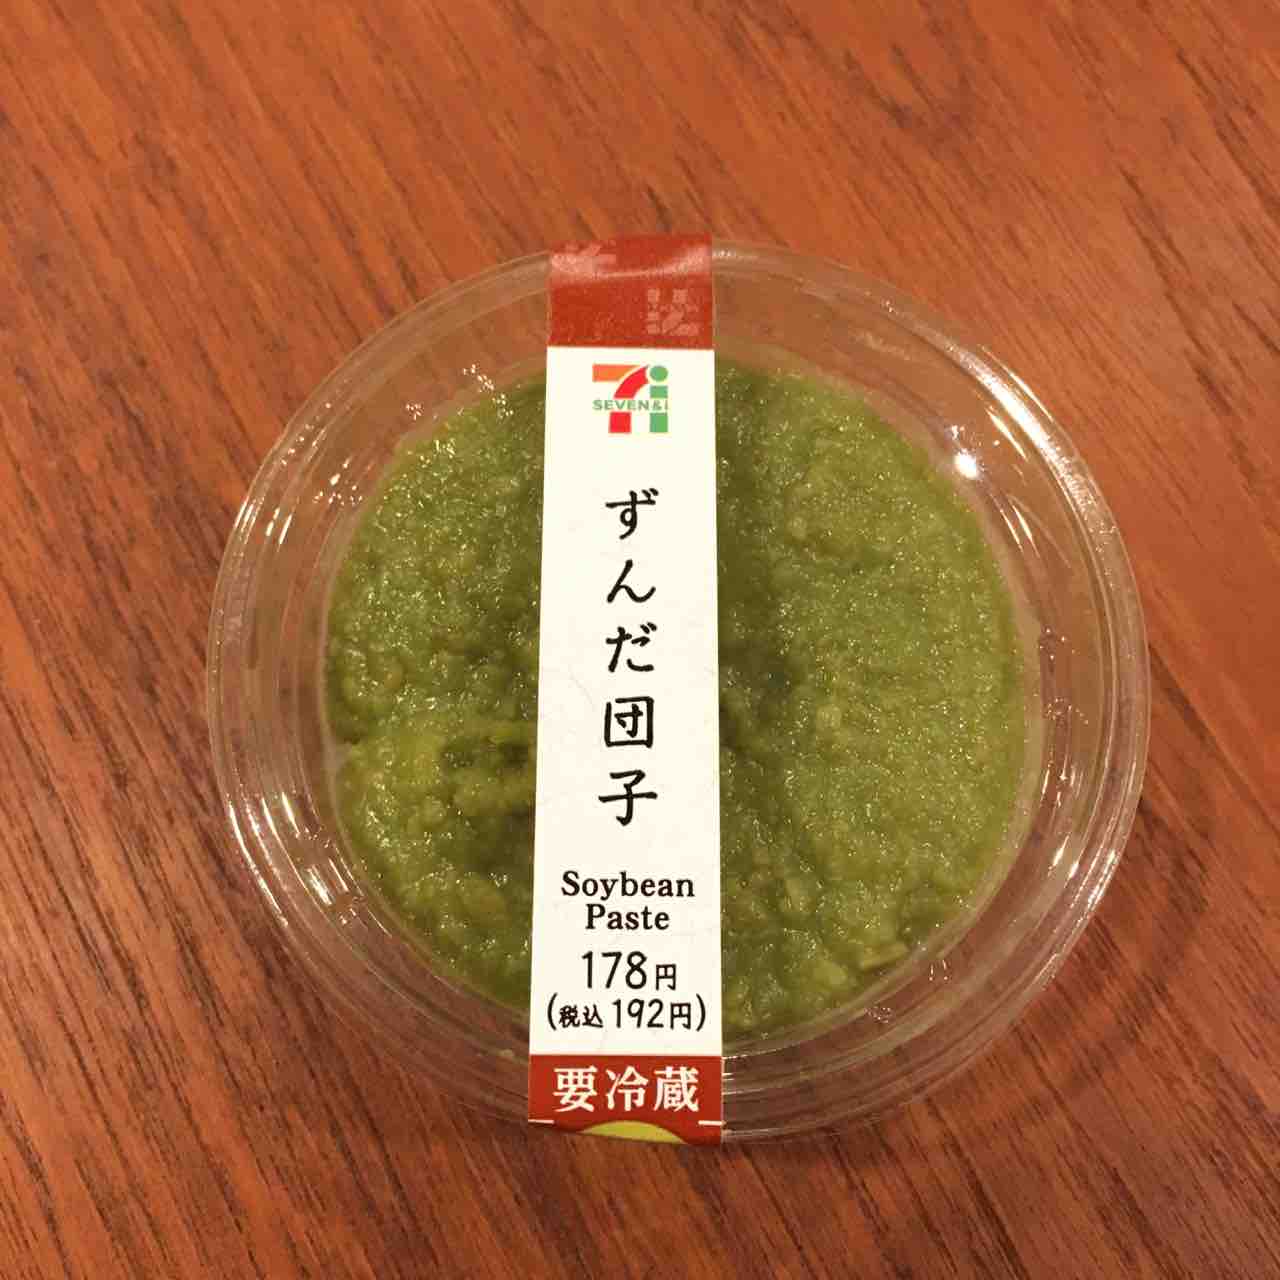 SEVEN & i
ずんだ団子
Soybean
Paste
178円
(税込 192円)
要冷蔵